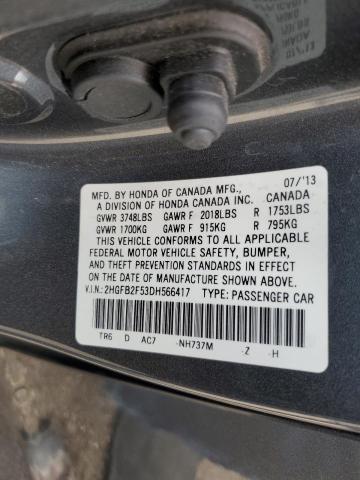 MFD. BY HONDA OF CANADA MFG., CANADA 07/'13
A DIVISION OF HONDA CANADA INC.
GVWR 3748LBS GAWR F 2018LBS R 1753LBS
GVWR 1700KG GAWR F 915KG R 795KG
THIS VEHICLE CONFORMS TO ALL APPLICABLE
FEDERAL MOTOR VEHICLE SAFETY, BUMPER,
AND THEFT PREVENTION STANDARDS IN EFFECT
ON THE DATE OF MANUFACTURE SHOWN ABOVE.
V.I.N.: 2HGFB2F53DH566417 TYPE: PASSENGER CAR
TR6 D AC7 -NH737M -Z -H